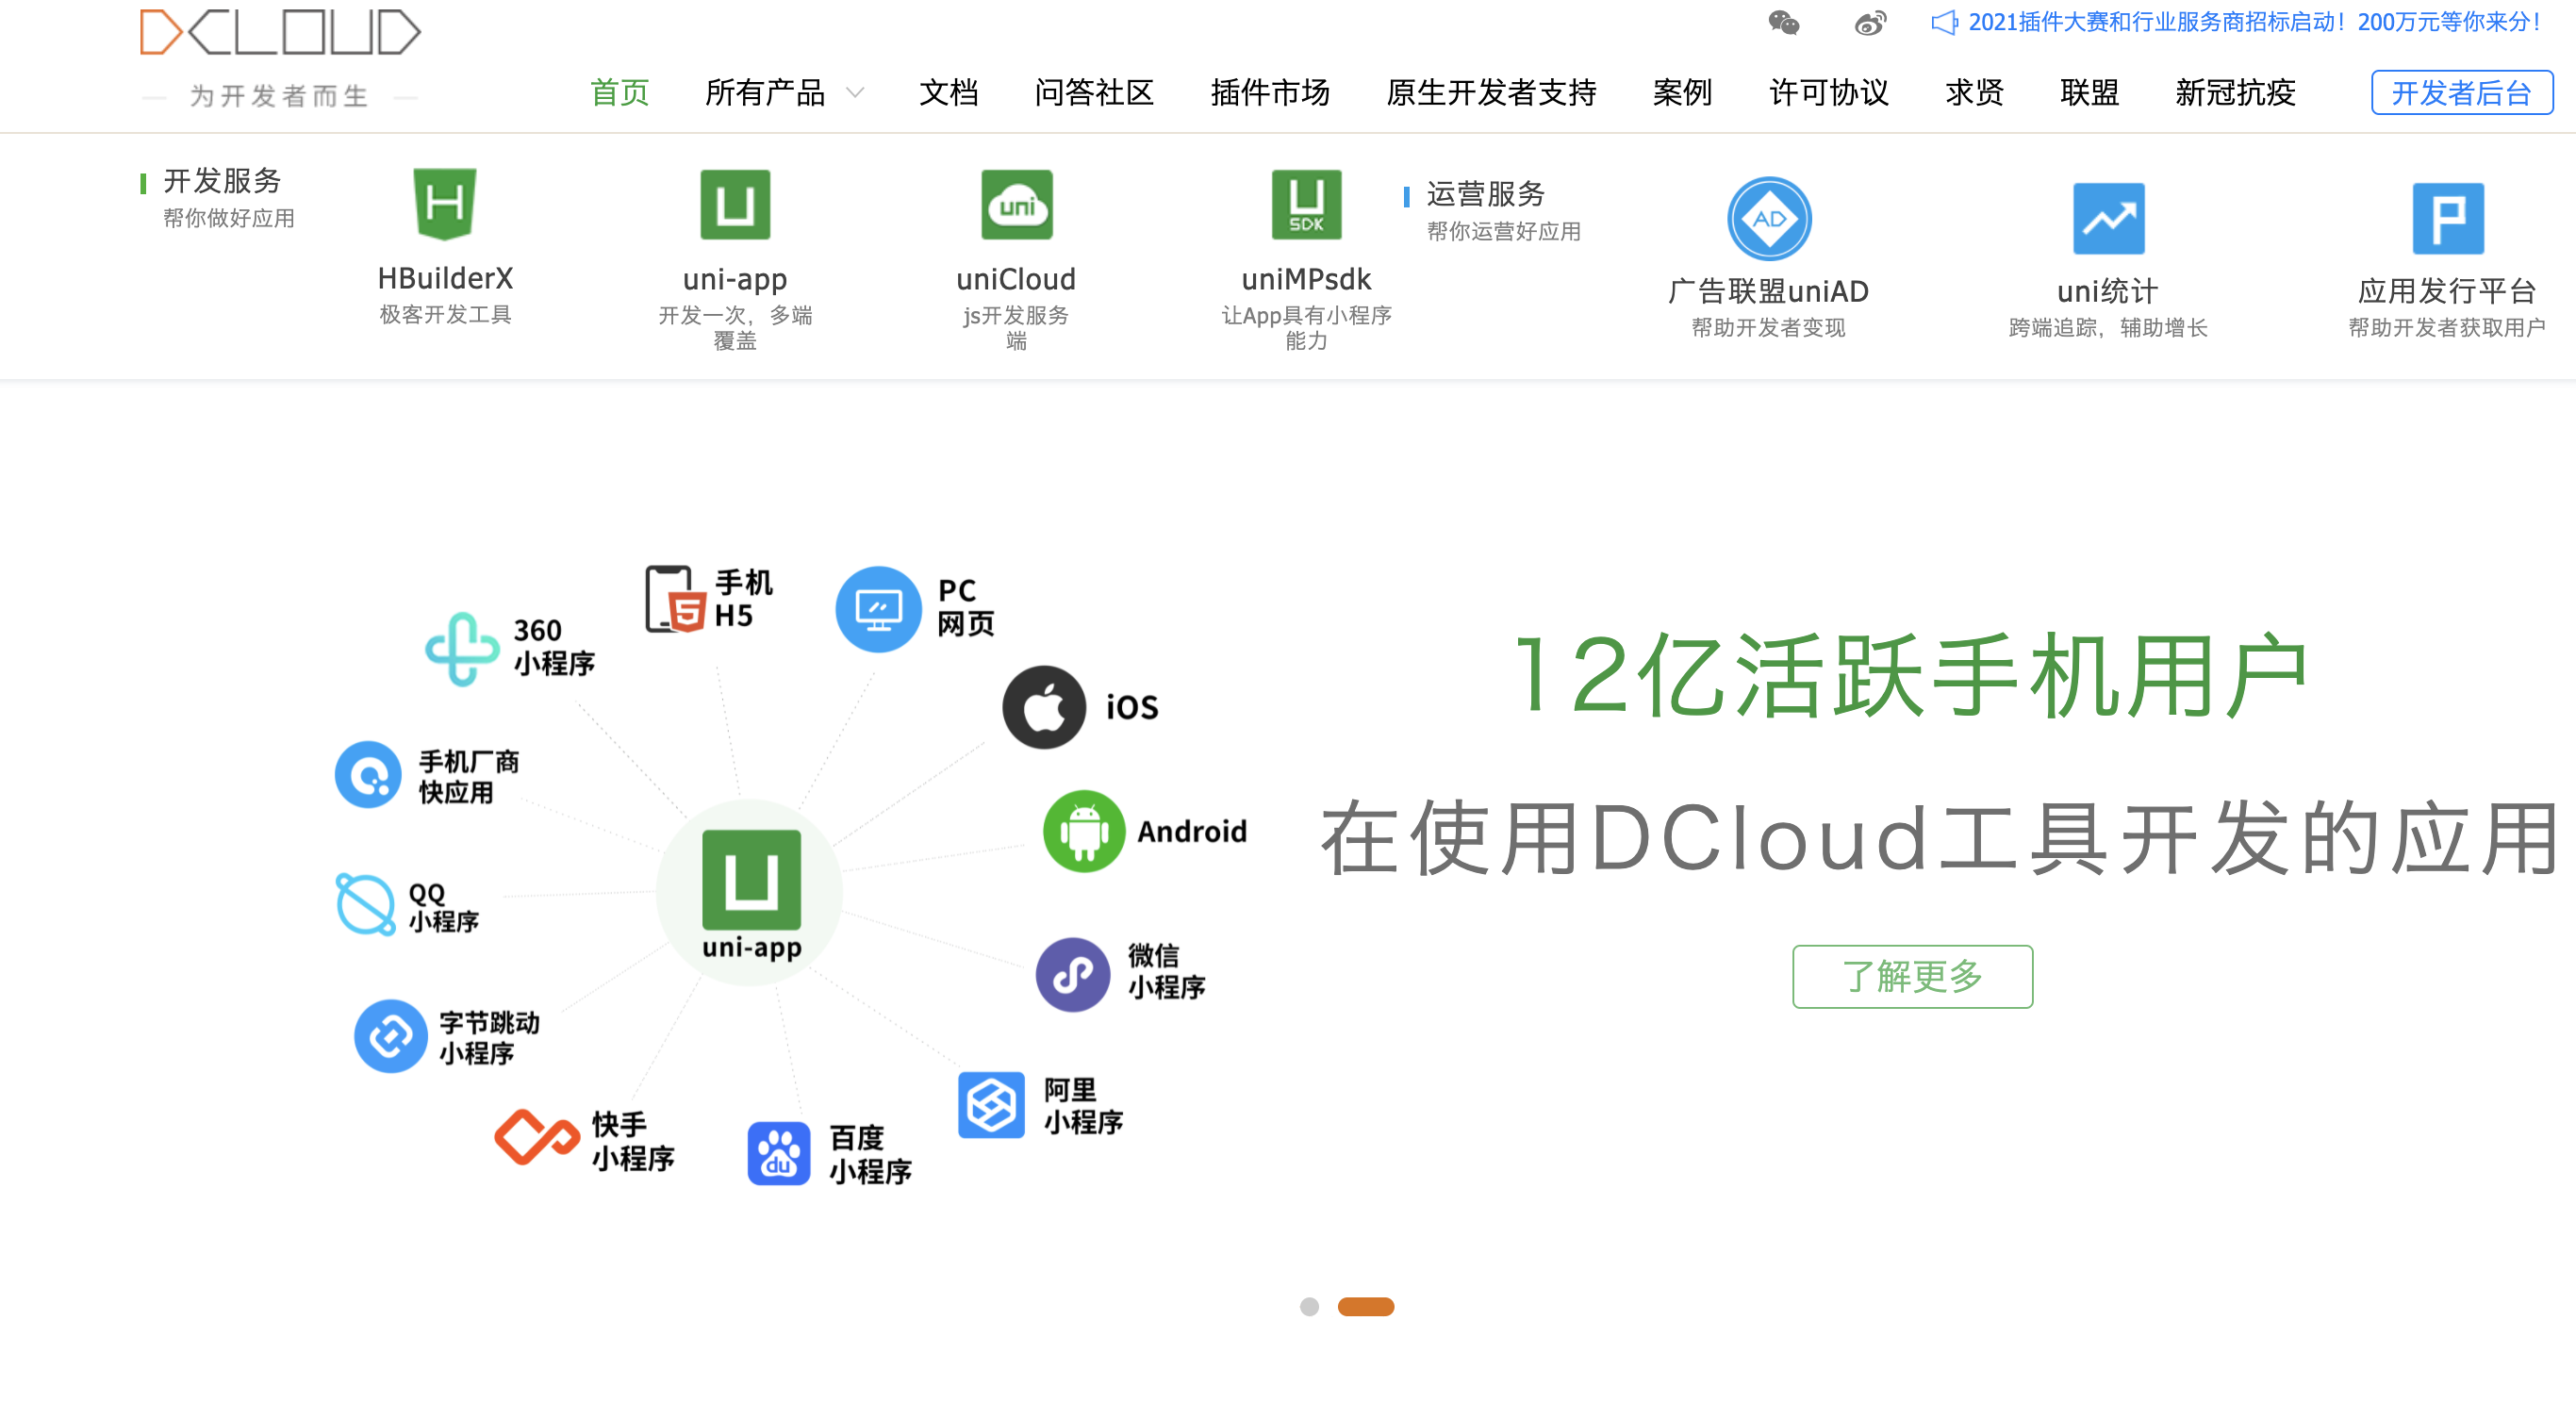 DCLOUD
为开发者而生
2021插件大赛和行业服务商招标启动！200万元等你来分！
首页 所有产品 文档 问答社区 插件市场 原生开发者支持 案例 许可协议 求贤 联盟 新冠抗疫 开发者后台
开发服务
帮你做好应用
H
HBuilderX
极客开发工具
uni-app
开发一次，多端
覆盖
uni
uniCloud
js开发服务
端
SDK
uniMPsdk
让App具有小程序
能力
运营服务
帮你运营好应用
AD
广告联盟uniAD
帮助开发者变现
uni统计
跨端追踪，辅助增长
P
应用发行平台
帮助开发者获取用户
360
小程序
5
手机
H5
PC
网页
iOS
手机厂商
快应用
Android
QQ
小程序
uni-app
微信
小程序
字节跳动
小程序
快手
小程序
du
百度
小程序
阿里
小程序
12亿活跃手机用户
在使用DCloud工具开发的应用
了解更多